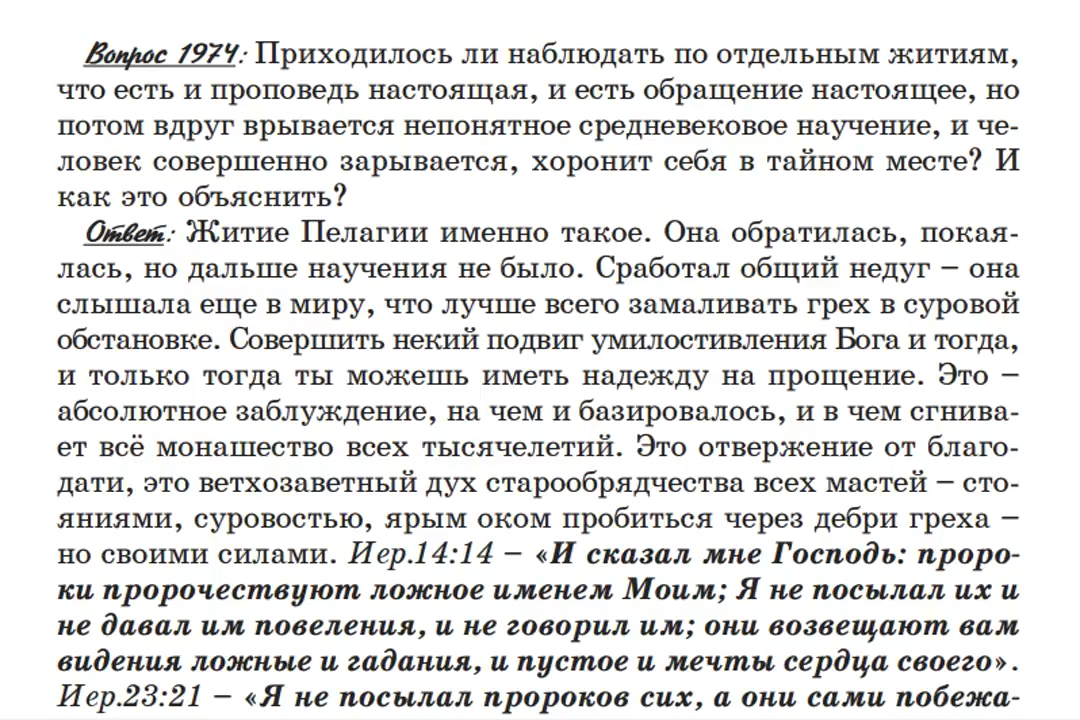 Вопрос 1974: Приходилось ли наблюдать по отдельным житиям,
что есть и проповедь настоящая, и есть обращение настоящее, но
потом вдруг врывается непонятное средневековое научение, и че-
ловек совершенно зарывается, хоронит себя в тайном месте? И
как это объяснить?
Ответ: Житие Пелагии именно такое. Она обратилась, покая-
лась, но дальше научения не было. Сработал общий недуг – она
слышала еще в миру, что лучше всего замаливать грех в суровой
обстановке. Совершить некий подвиг умилостивления Бога и тогда,
и только тогда ты можешь иметь надежду на прощение. Это –
абсолютное заблуждение, на чем и базировалось, и в чем сгнива-
ет всё монашество всех тысячелетий. Это отвержение от благо-
дати, это ветхозаветный дух старообрядчества всех мастей – сто-
яниями, суровостью, ярым оком пробиться через дебри греха –
но своими силами. Иер.14:14 – «И сказал мне Господь: проро-
ки пророчествуют ложное именем Моим; Я не посылал их и
не давал им повеления, и не говорил им; они возвещают вам
видения ложные и гадания, и пустое и мечты сердца своего».
Иер.23:21 – «Я не посылал пророков сих, а они сами побежа-